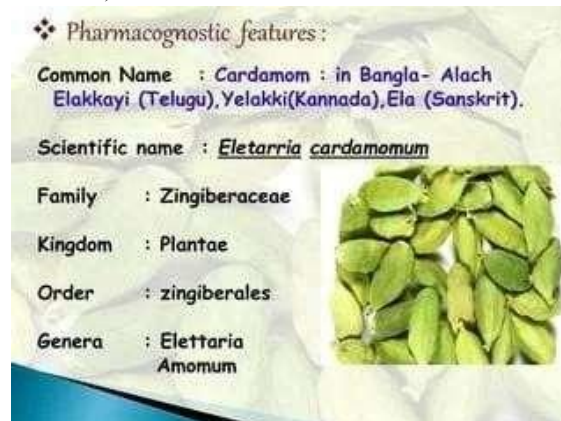 ❖ Pharmacognostic features :
Common Name : Cardamom : in Bangla- Alach
Elakkayi (Telugu),Yelakki(Kannada),Ela (Sanskrit).
Scientific name : Eletarria cardamomum
Family : Zingiberaceae
Kingdom : Plantae
Order : zingiberales
Genera : Elettaria
Amomum